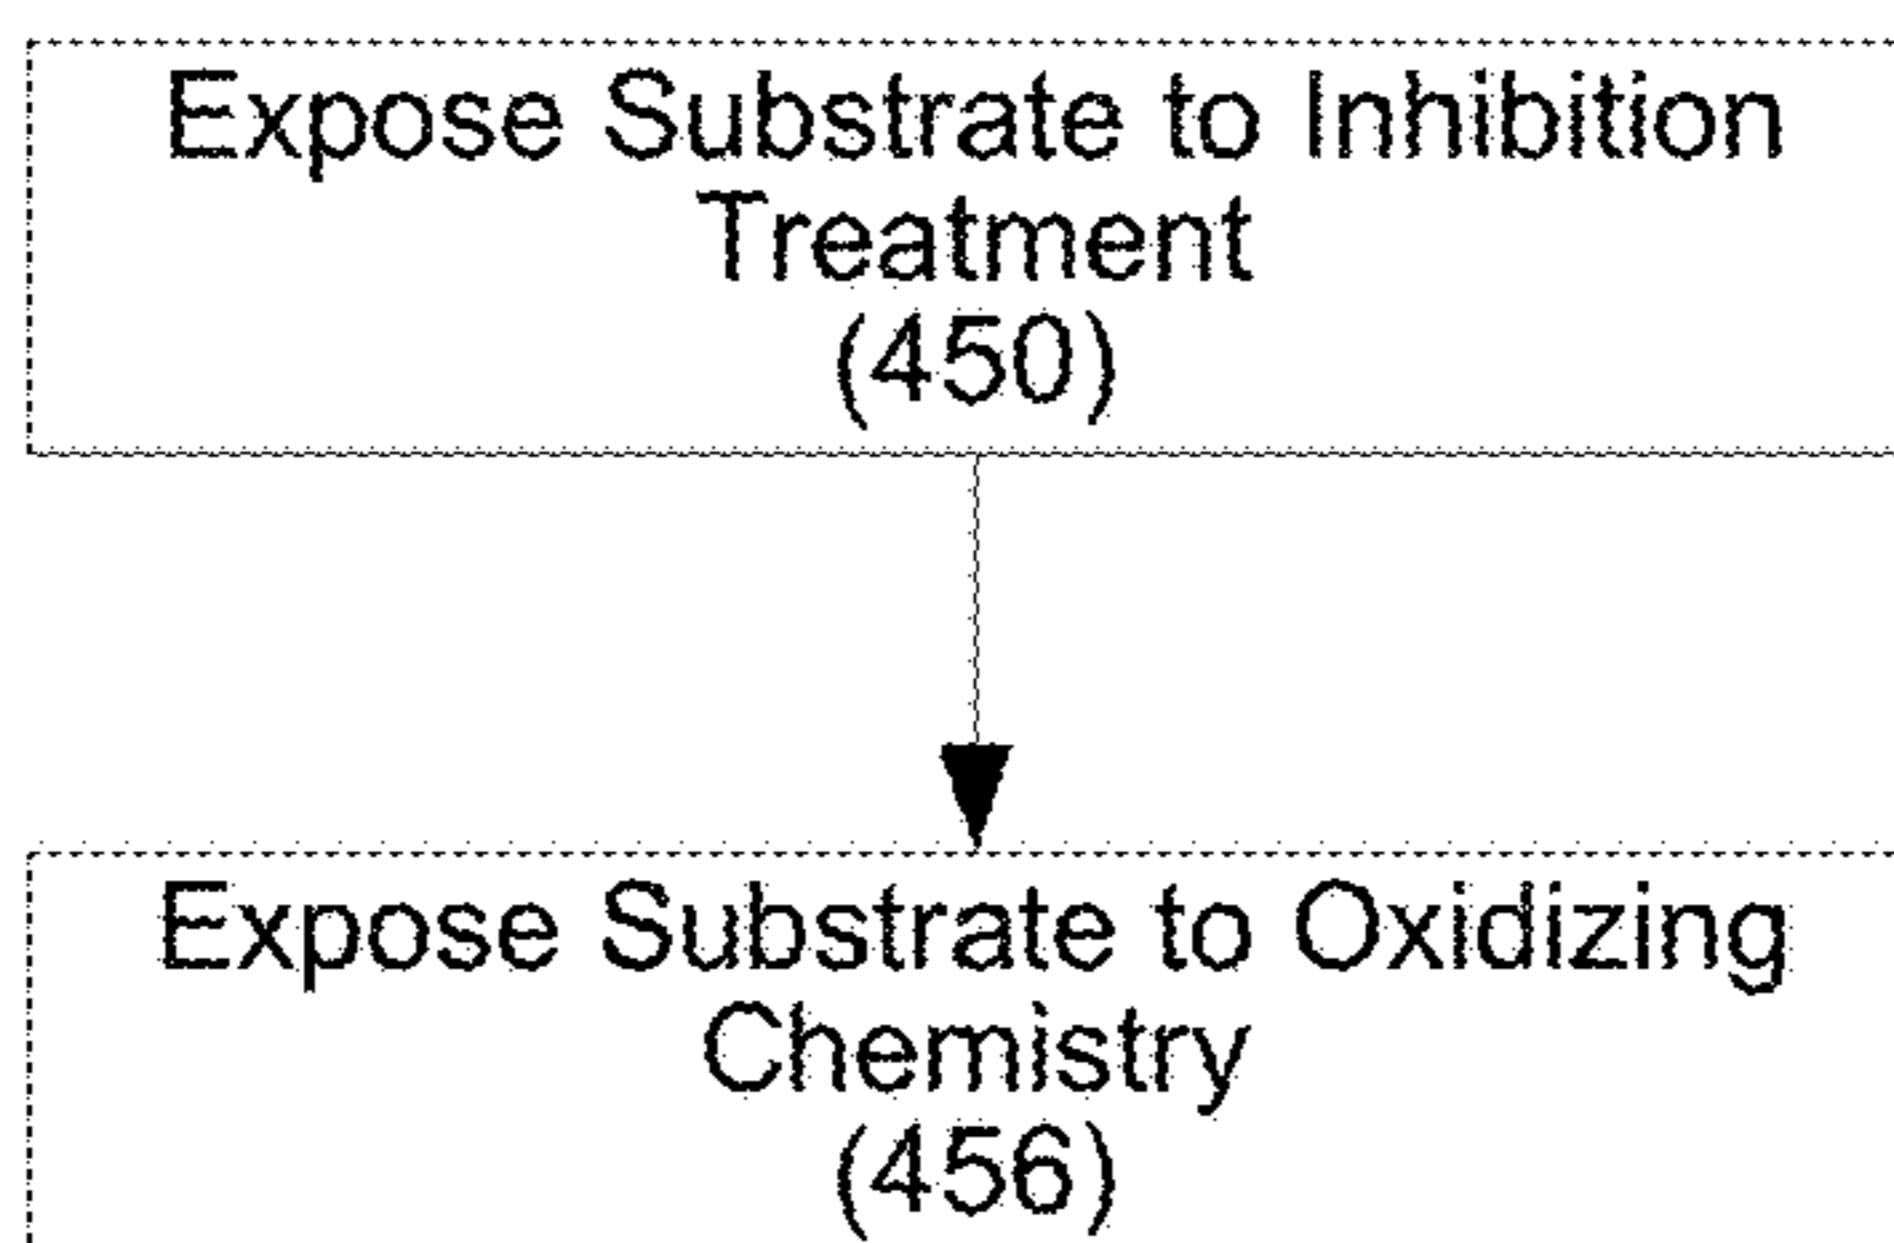 Expose Substrate to Inhibition
Treatment
(450)
Expose Substrate to Oxidizing
Chemistry
(456)